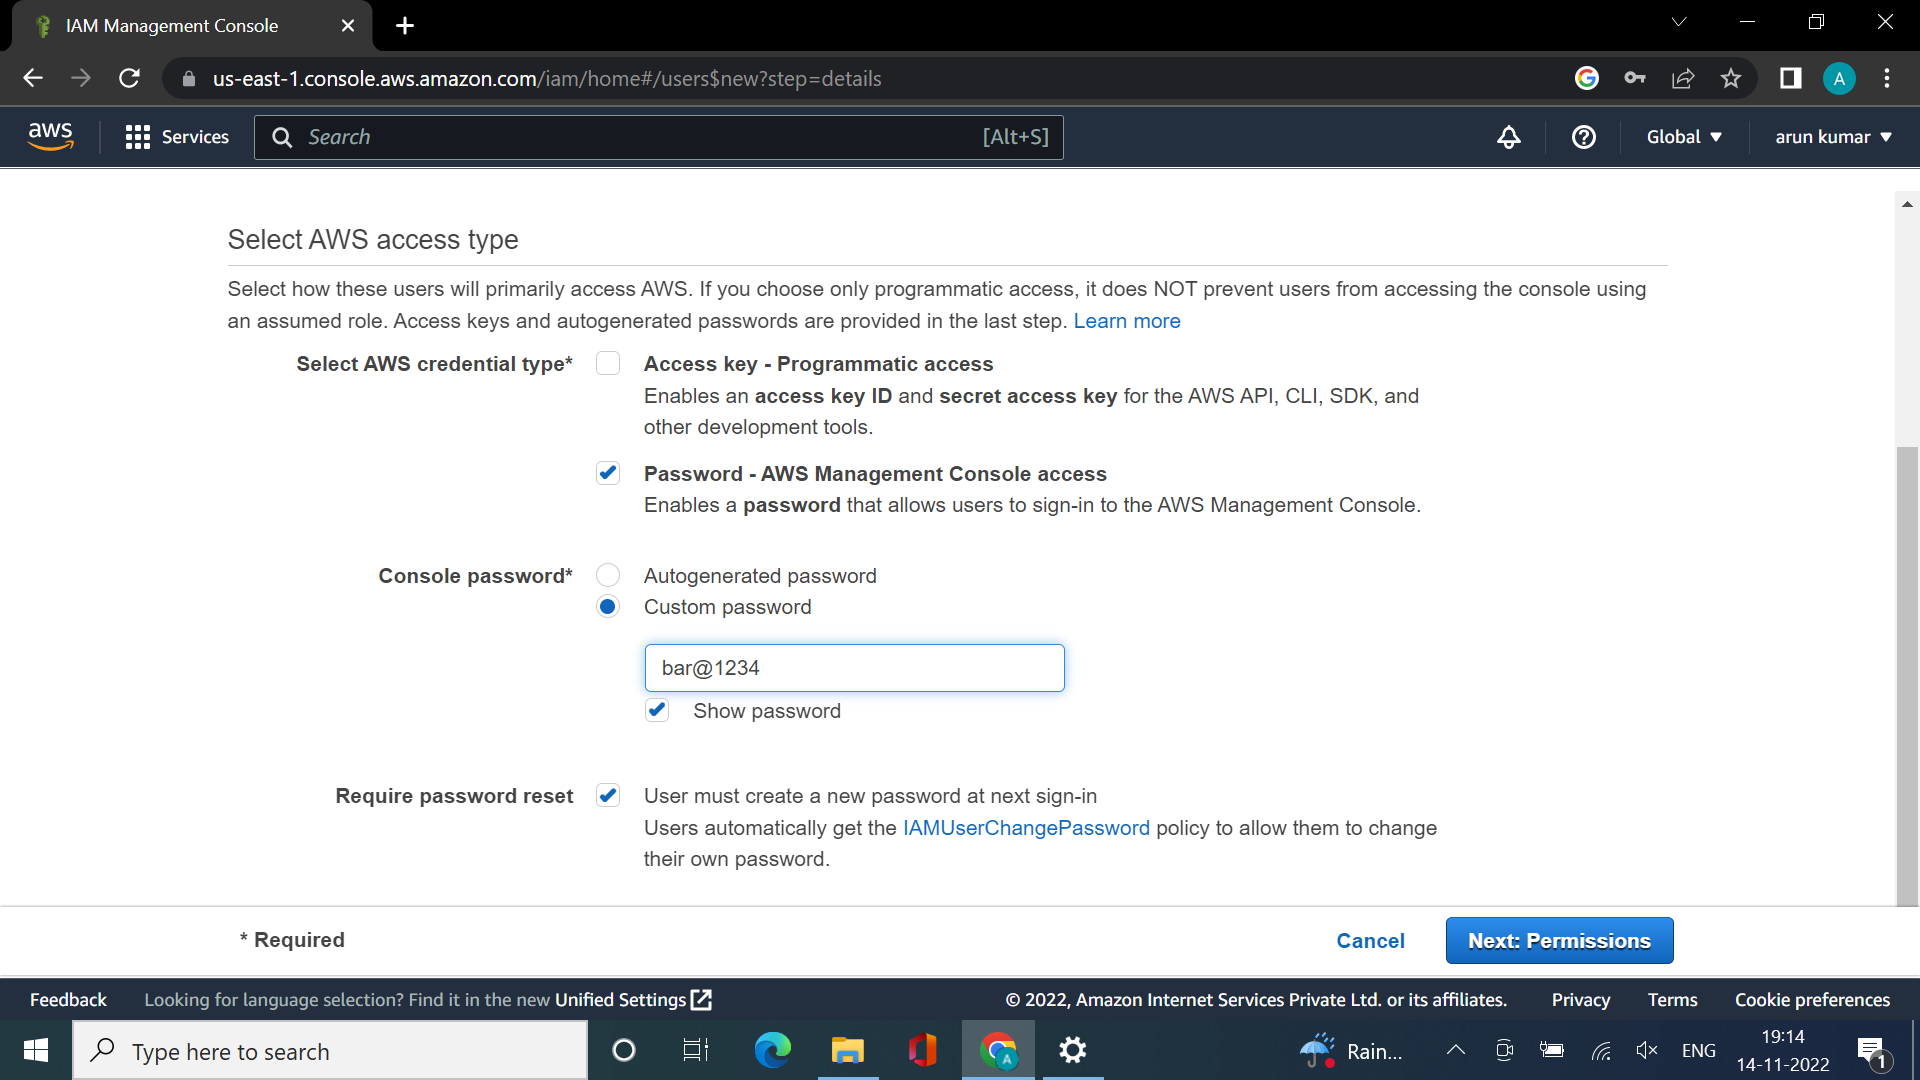 IAM Management Console
us-east-1.console.aws.amazon.com/iam/home#/users$new?step=details
A
aws
Services
Search
[Alt+S]
Global
arun kumar
Select AWS access type
Select how these users will primarily access AWS. If you choose only programmatic access, it does NOT prevent users from accessing the console using
an assumed role. Access keys and autogenerated passwords are provided in the last step. Learn more
Select AWS credential type*
Access key - Programmatic access
Enables an access key ID and secret access key for the AWS API, CLI, SDK, and
other development tools.
Password - AWS Management Console access
Enables a password that allows users to sign-in to the AWS Management Console.
Console password*
Autogenerated password
Custom password
bar@1234
Show password
Require password reset
User must create a new password at next sign-in
Users automatically get the IAMUserChangePassword policy to allow them to change
their own password.
* Required
Cancel
Next: Permissions
Feedback
Looking for language selection? Find it in the new Unified Settings
© 2022, Amazon Internet Services Private Ltd. or its affiliates.
Privacy
Terms
Cookie preferences
Type here to search
A
Rain...
ENG
19:14
14-11-2022
1